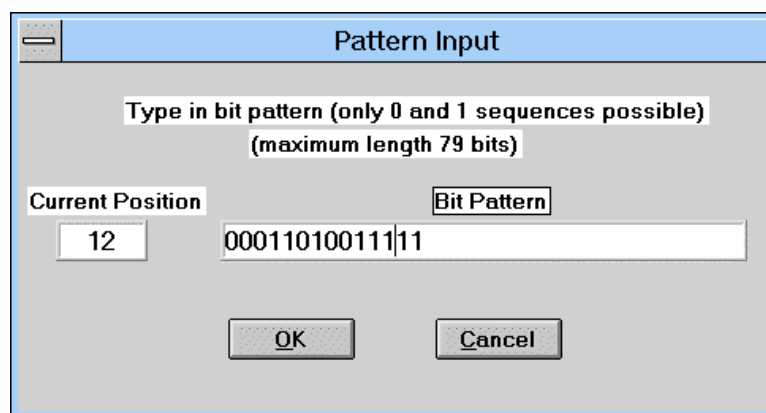 Pattern Input
Type in bit pattern (only 0 and 1 sequences possible)
(maximum length 79 bits)
Current Position Bit Pattern
12 00011010011111
OK Cancel